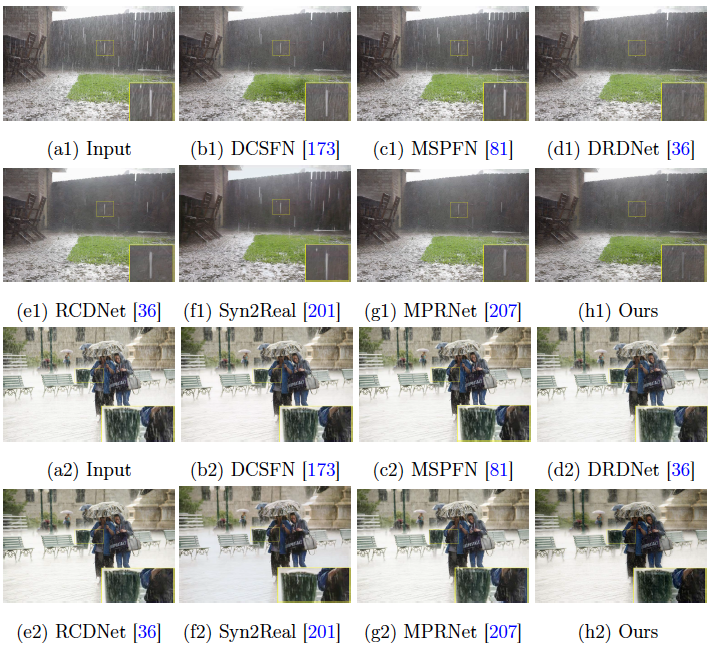 (a1) Input (b1) DCSFN [173] (c1) MSPFN [81] (d1) DRDNet [36]
(e1) RCDNet [36] (f1) Syn2Real [201] (g1) MPRNet [207] (h1) Ours
(a2) Input (b2) DCSFN [173] (c2) MSPFN [81] (d2) DRDNet [36]
(e2) RCDNet [36] (f2) Syn2Real [201] (g2) MPRNet [207] (h2) Ours